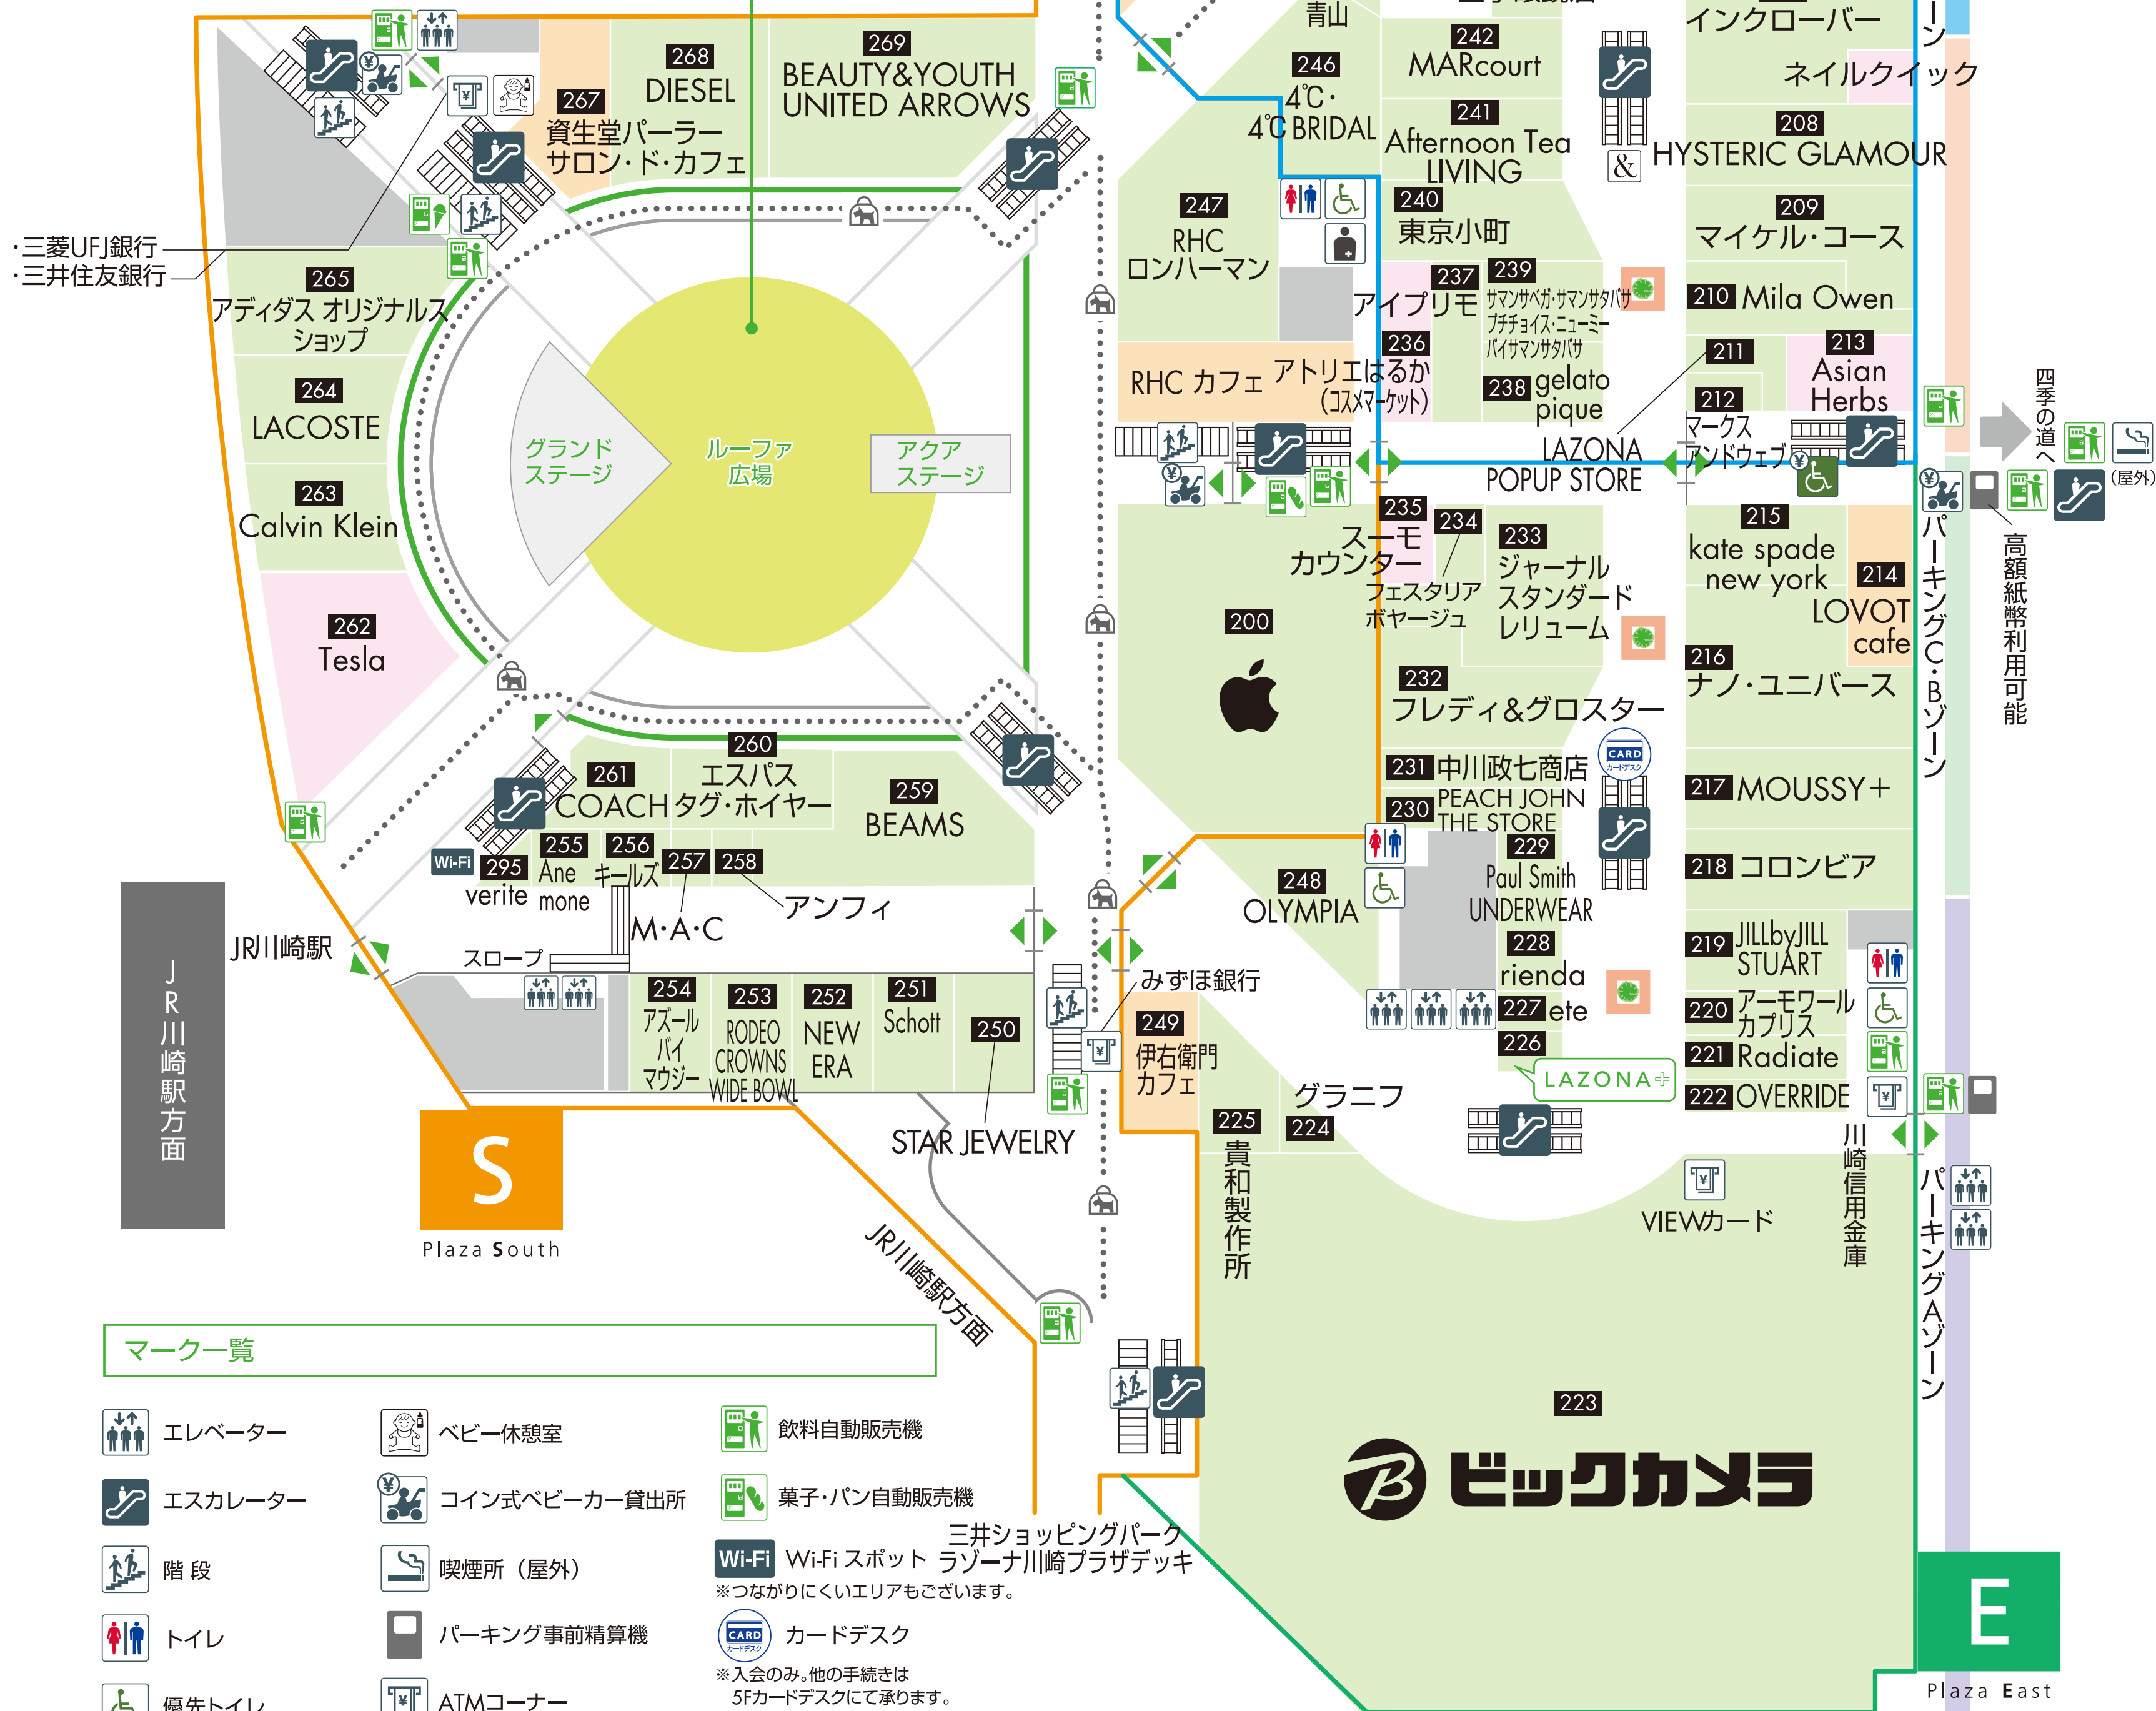 青山
インクローバー
ーン
242
MARcourt
246
4℃・
4℃ BRIDAL
ネイルクイック
268
DIESEL
269
BEAUTY&YOUTH
UNITED ARROWS
267
資生堂パーラー
サロン・ド・カフェ
241
Afternoon Tea
LIVING
&
208
HYSTERIC GLAMOUR
247
RHC
ロンハーマン
240
東京小町
209
マイケル・コース
・三菱UFJ銀行
・三井住友銀行
265
アディダス オリジナルス
ショップ
237
アイプリモ
239
サマンサベガ・サマンサタバサ
プチチョイス・ニューミー
バイサマンサタバサ
210 Mila Owen
264
LACOSTE
RHC カフェ
236
アトリエはるか
(コスメマーケット)
238 gelato
pique
211
213
Asian
Herbs
212
マークス
アンドウェブ
四季の道へ
(屋外)
グランド
ステージ
ルーファ
広場
アクア
ステージ
LAZONA
POPUP STORE
263
Calvin Klein
235
スーモ
カウンター
234
フェスタリア
ボヤージュ
233
ジャーナル
スタンダード
レリューム
215
kate spade
new york
214
LOVOT
cafe
パーキングC・Bゾーン
高額紙幣利用可能
262
Tesla
200
232
フレディ&グロスター
216
ナノ・ユニバース
261
COACH
260
エスパス
タグ・ホイヤー
259
BEAMS
231 中川政七商店
CARD
カードデスク
230 PEACH JOHN
THE STORE
217 MOUSSY+
Wi-Fi
295
verite
255
Ane
mone
256
キールズ
257
M・A・C
258
アンフィ
248
OLYMPIA
229
Paul Smith
UNDERWEAR
218 コロンビア
JR川崎駅
JR川崎駅方面
スロープ
みずほ銀行
228
rienda
219 JILLbyJILL
STUART
254
アズール
バイ
マウジー
253
RODEO
CROWNS
WIDE BOWL
252
NEW
ERA
251
Schott
250
STAR JEWELRY
249
伊右衛門
カフェ
227 ete
226
LAZONA+
220 アーモワール
カプリス
221 Radiate
222 OVERRIDE
225
貴和製作所
グラニフ
224
VIEWカード
川崎信用金庫
パーキングAゾーン
S
Plaza South
JR川崎駅方面
223
ビックカメラ
三井ショッピングパーク
ラゾーナ川崎プラザデッキ
E
Plaza East
マーク一覧
エレベーター
ベビー休憩室
飲料自動販売機
エスカレーター
コイン式ベビーカー貸出所
菓子・パン自動販売機
階 段
喫煙所（屋外）
Wi-Fi Wi-Fi スポット
※つながりにくいエリアもございます。
トイレ
パーキング事前精算機
CARD
カードデスク
カードデスク
※入会のみ。他の手続きは
5Fカードデスクにて承ります。
優先トイレ
ATMコーナー